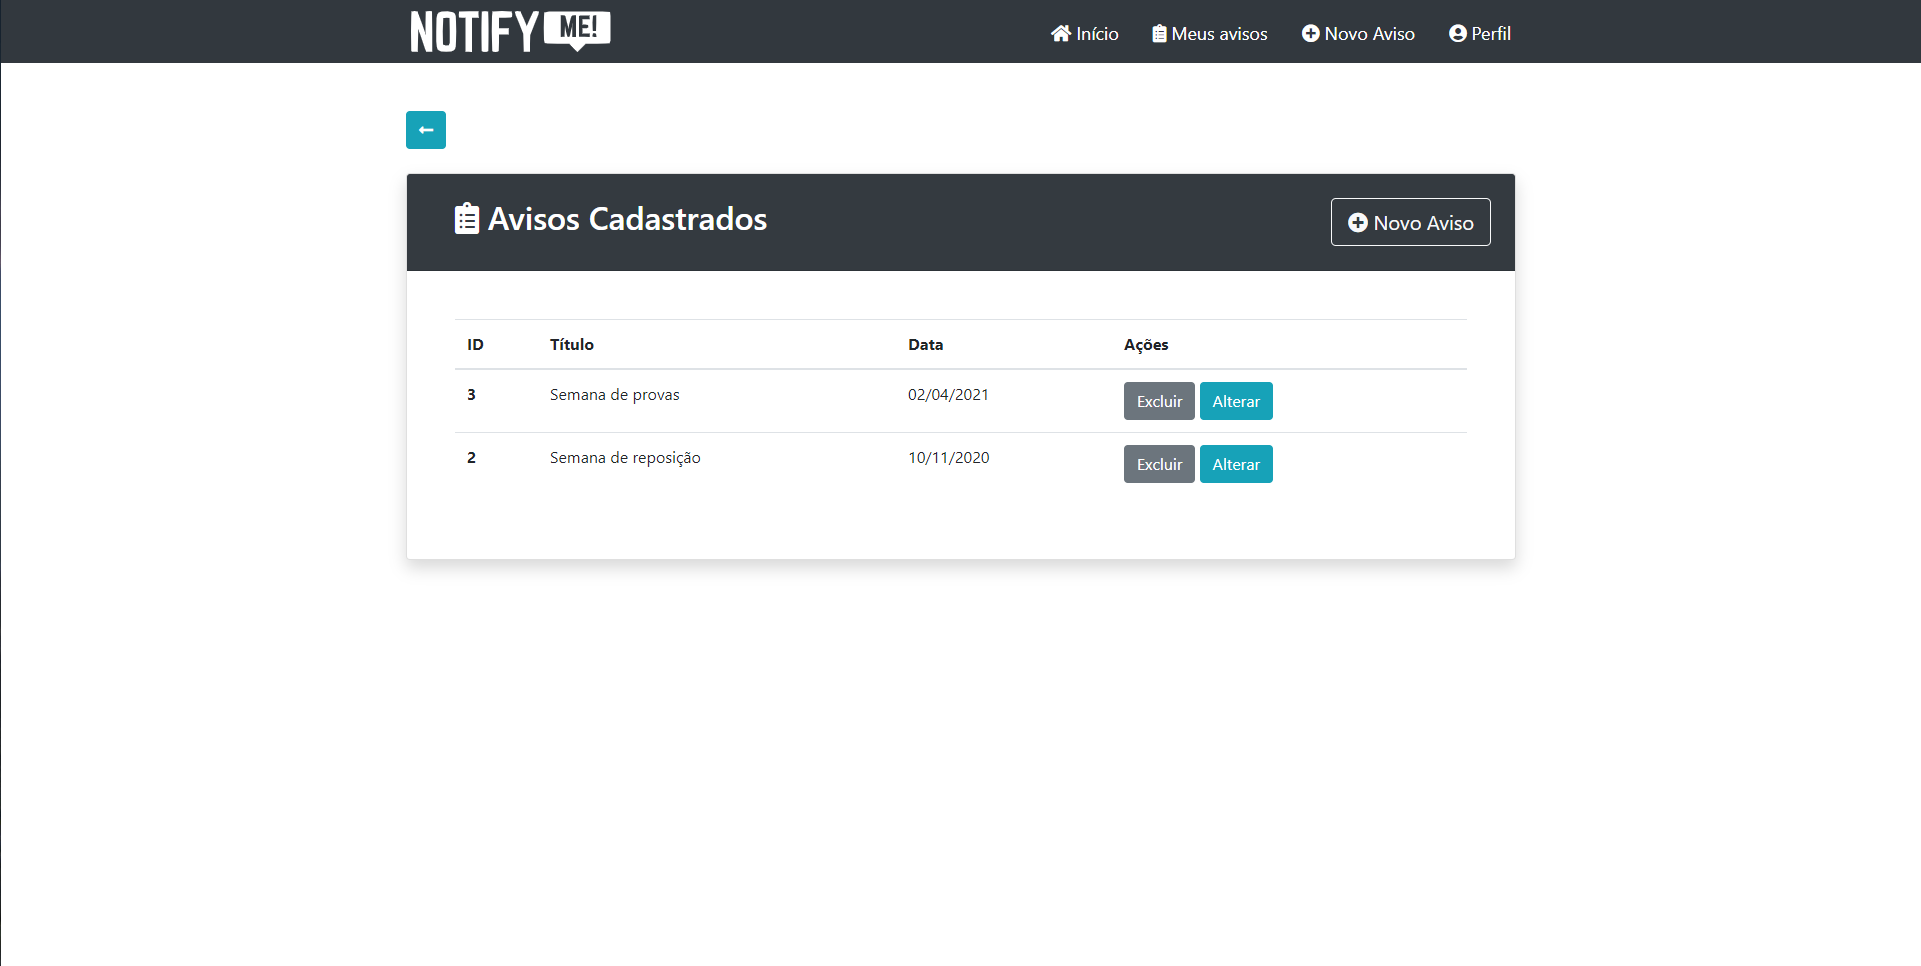 NOTIFY ME!
Início Meus avisos Novo Aviso Perfil
Avisos Cadastrados
Novo Aviso
ID Título Data Ações
3 Semana de provas 02/04/2021 Excluir Alterar
2 Semana de reposição 10/11/2020 Excluir Alterar